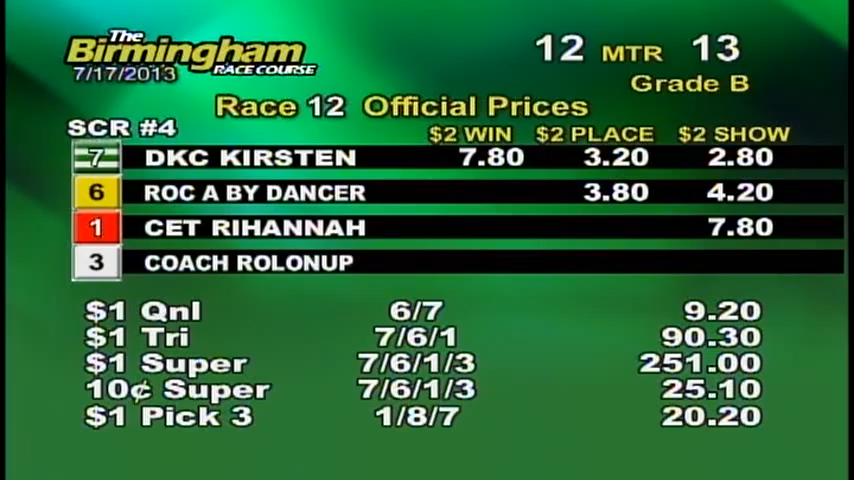 The
Birmingham
RACE COURSE
7/17/2013
12 MTR 13
Grade B
Race 12 Official Prices
SCR #4
$2 WIN $2 PLACE $2 SHOW
7 DKC KIRSTEN 7.80 3.20 2.80
6 ROC A BY DANCER 3.80 4.20
1 CET RIHANNAH 7.80
3 COACH ROLONUP
$1 Qnl 6/7 9.20
$1 Tri 7/6/1 90.30
$1 Super 7/6/1/3 251.00
10¢ Super 7/6/1/3 25.10
$1 Pick 3 1/8/7 20.20